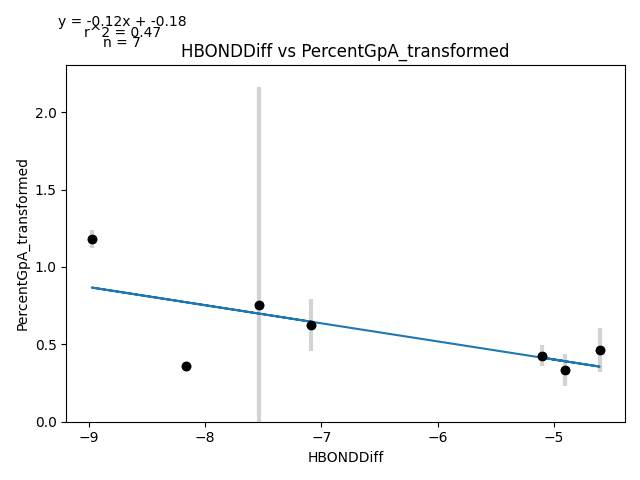 y = -0.12x + -0.18
r^2 = 0.47
n = 7
HBONDDiff vs PercentGpA_transformed
PercentGpA_transformed
2.0
1.5
1.0
0.5
0.0
−9
−8
−7
−6
−5
HBONDDiff